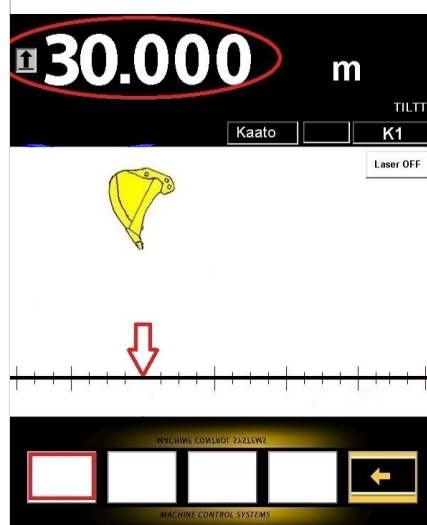 30.000 m
TILTT
Kaato K1
Laser OFF
MACHINE CONTROL SYSTEMS
MACHINE CONTROL SYSTEMS